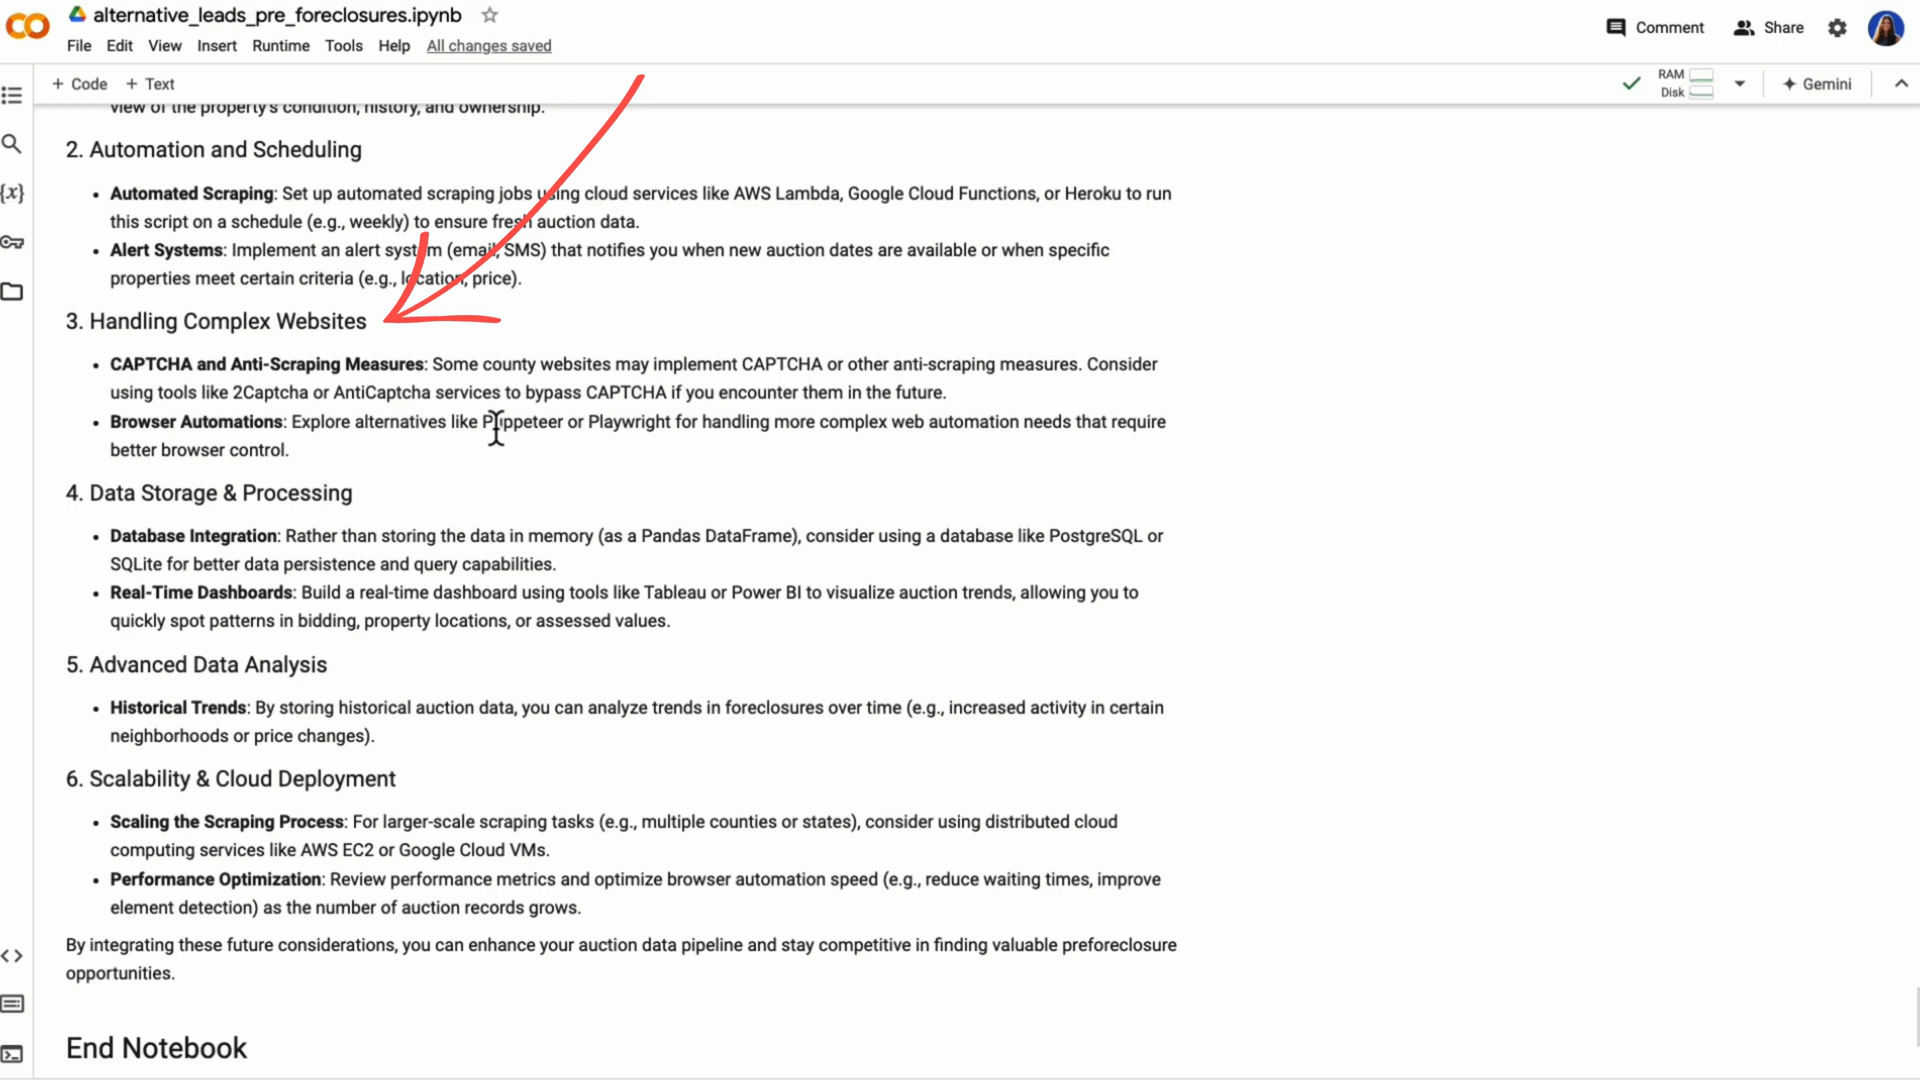 alternative_leads_pre_foreclosures.ipynb
Comment
Share
File Edit View Insert Runtime Tools Help All changes saved
+ Code + Text
RAM
Disk
Gemini
view of the property's condition, history, and ownership.
2. Automation and Scheduling
• Automated Scraping: Set up automated scraping jobs using cloud services like AWS Lambda, Google Cloud Functions, or Heroku to run
this script on a schedule (e.g., weekly) to ensure fresh auction data.
• Alert Systems: Implement an alert system (email, SMS) that notifies you when new auction dates are available or when specific
properties meet certain criteria (e.g., location, price).
3. Handling Complex Websites
• CAPTCHA and Anti-Scraping Measures: Some county websites may implement CAPTCHA or other anti-scraping measures. Consider
using tools like 2Captcha or AntiCaptcha services to bypass CAPTCHA if you encounter them in the future.
• Browser Automations: Explore alternatives like Puppeteer or Playwright for handling more complex web automation needs that require
better browser control.
4. Data Storage & Processing
• Database Integration: Rather than storing the data in memory (as a Pandas DataFrame), consider using a database like PostgreSQL or
SQLite for better data persistence and query capabilities.
• Real-Time Dashboards: Build a real-time dashboard using tools like Tableau or Power BI to visualize auction trends, allowing you to
quickly spot patterns in bidding, property locations, or assessed values.
5. Advanced Data Analysis
• Historical Trends: By storing historical auction data, you can analyze trends in foreclosures over time (e.g., increased activity in certain
neighborhoods or price changes).
6. Scalability & Cloud Deployment
• Scaling the Scraping Process: For larger-scale scraping tasks (e.g., multiple counties or states), consider using distributed cloud
computing services like AWS EC2 or Google Cloud VMs.
• Performance Optimization: Review performance metrics and optimize browser automation speed (e.g., reduce waiting times, improve
element detection) as the number of auction records grows.
By integrating these future considerations, you can enhance your auction data pipeline and stay competitive in finding valuable preforeclosure
opportunities.
End Notebook